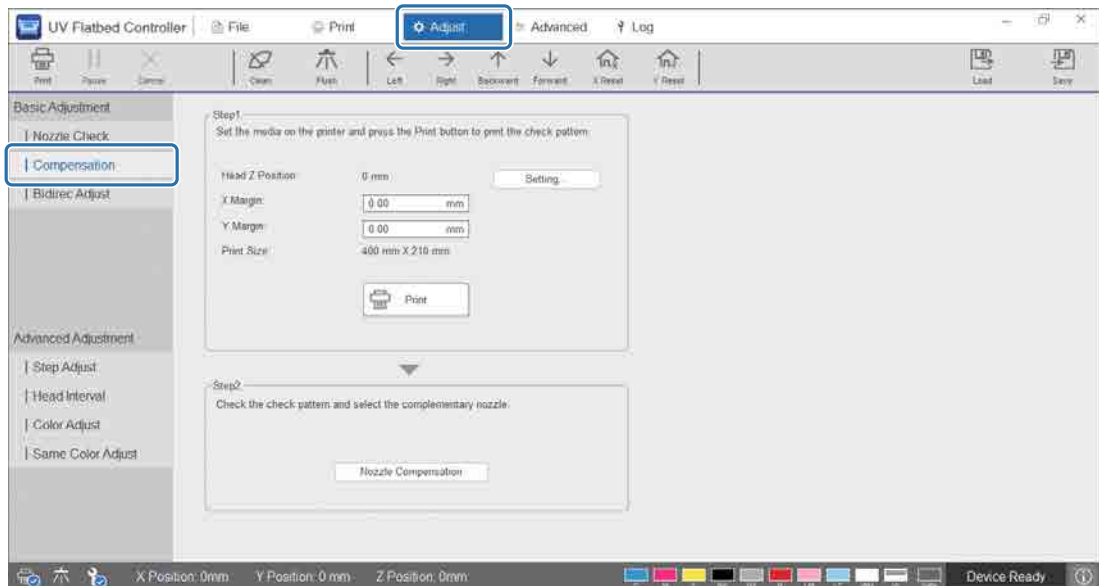 UV Flatbed Controller File Print Adjust Advanced Log
Print Pause Cancel Clean Flush Left Right Backward Forward X Reset Y Reset Load Save
Basic Adjustment
Nozzle Check
Compensation
Bidirec Adjust
Advanced Adjustment
Step Adjust
Head Interval
Color Adjust
Same Color Adjust
Step1
Set the media on the printer and press the Print button to print the check pattern.
Head Z Position: 0 mm Setting...
X Margin: 0.00 mm
Y Margin: 0.00 mm
Print Size: 400 mm X 210 mm
Print
Step2
Check the check pattern and select the complementary nozzle.
Nozzle Compensation
X Position: 0mm Y Position: 0 mm Z Position: 0mm Device Ready